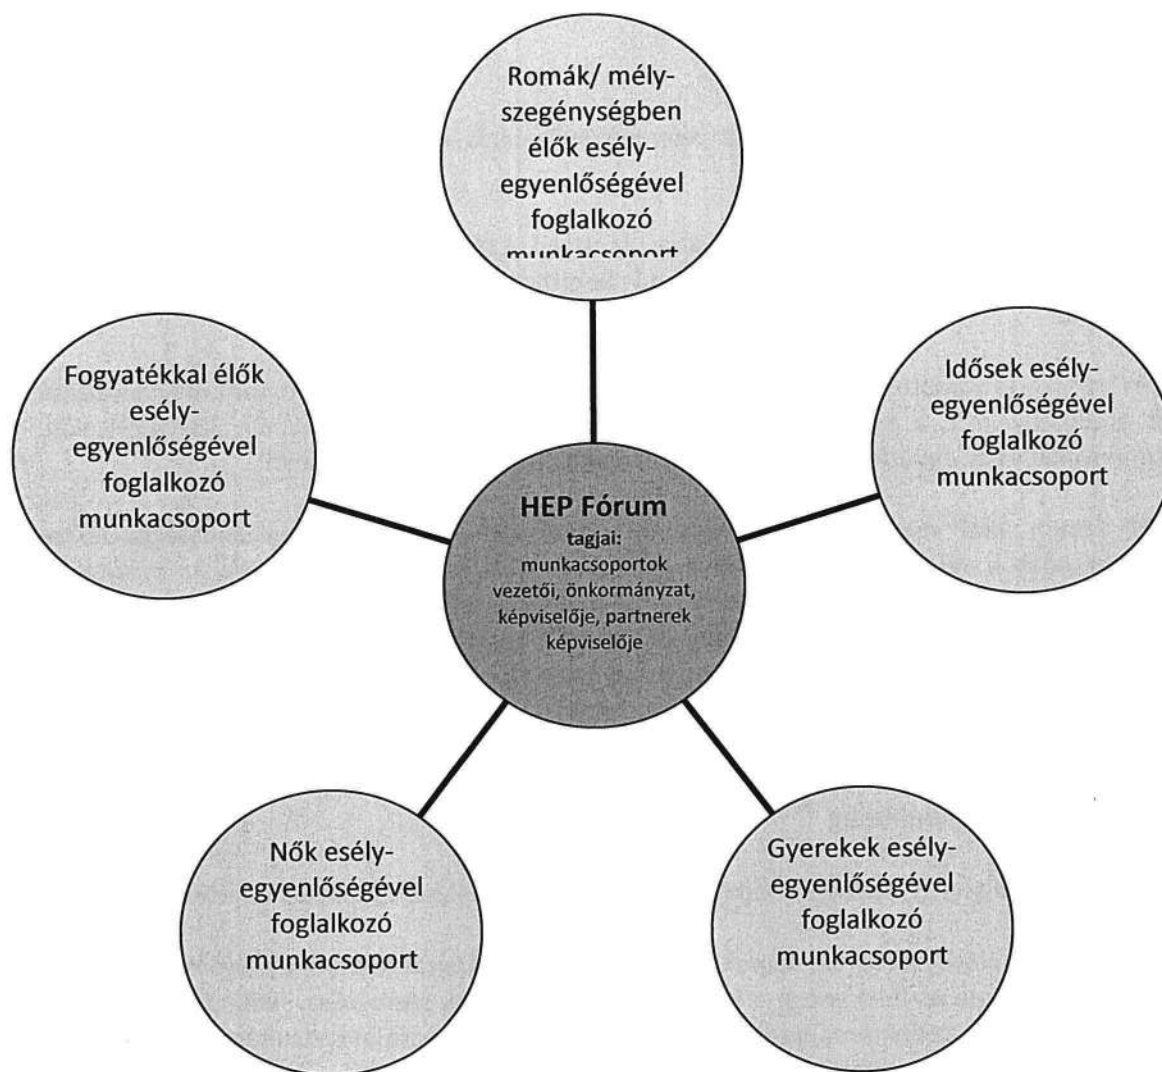 Romák/ mély-
szegénységben
élők esély-
egyenlőségével
foglalkozó
munkacsoport
Fogyatékkal élők
esély-
egyenlőségével
foglalkozó
munkacsoport
Idősek esély-
egyenlőségével
foglalkozó
munkacsoport
HEP Fórum
tagjai:
munkacsoportok
vezetői, önkormányzat,
képviselője, partnerek
képviselője
Nők esély-
egyenlőségével
foglalkozó
munkacsoport
Gyerekek esély-
egyenlőségével
foglalkozó
munkacsoport